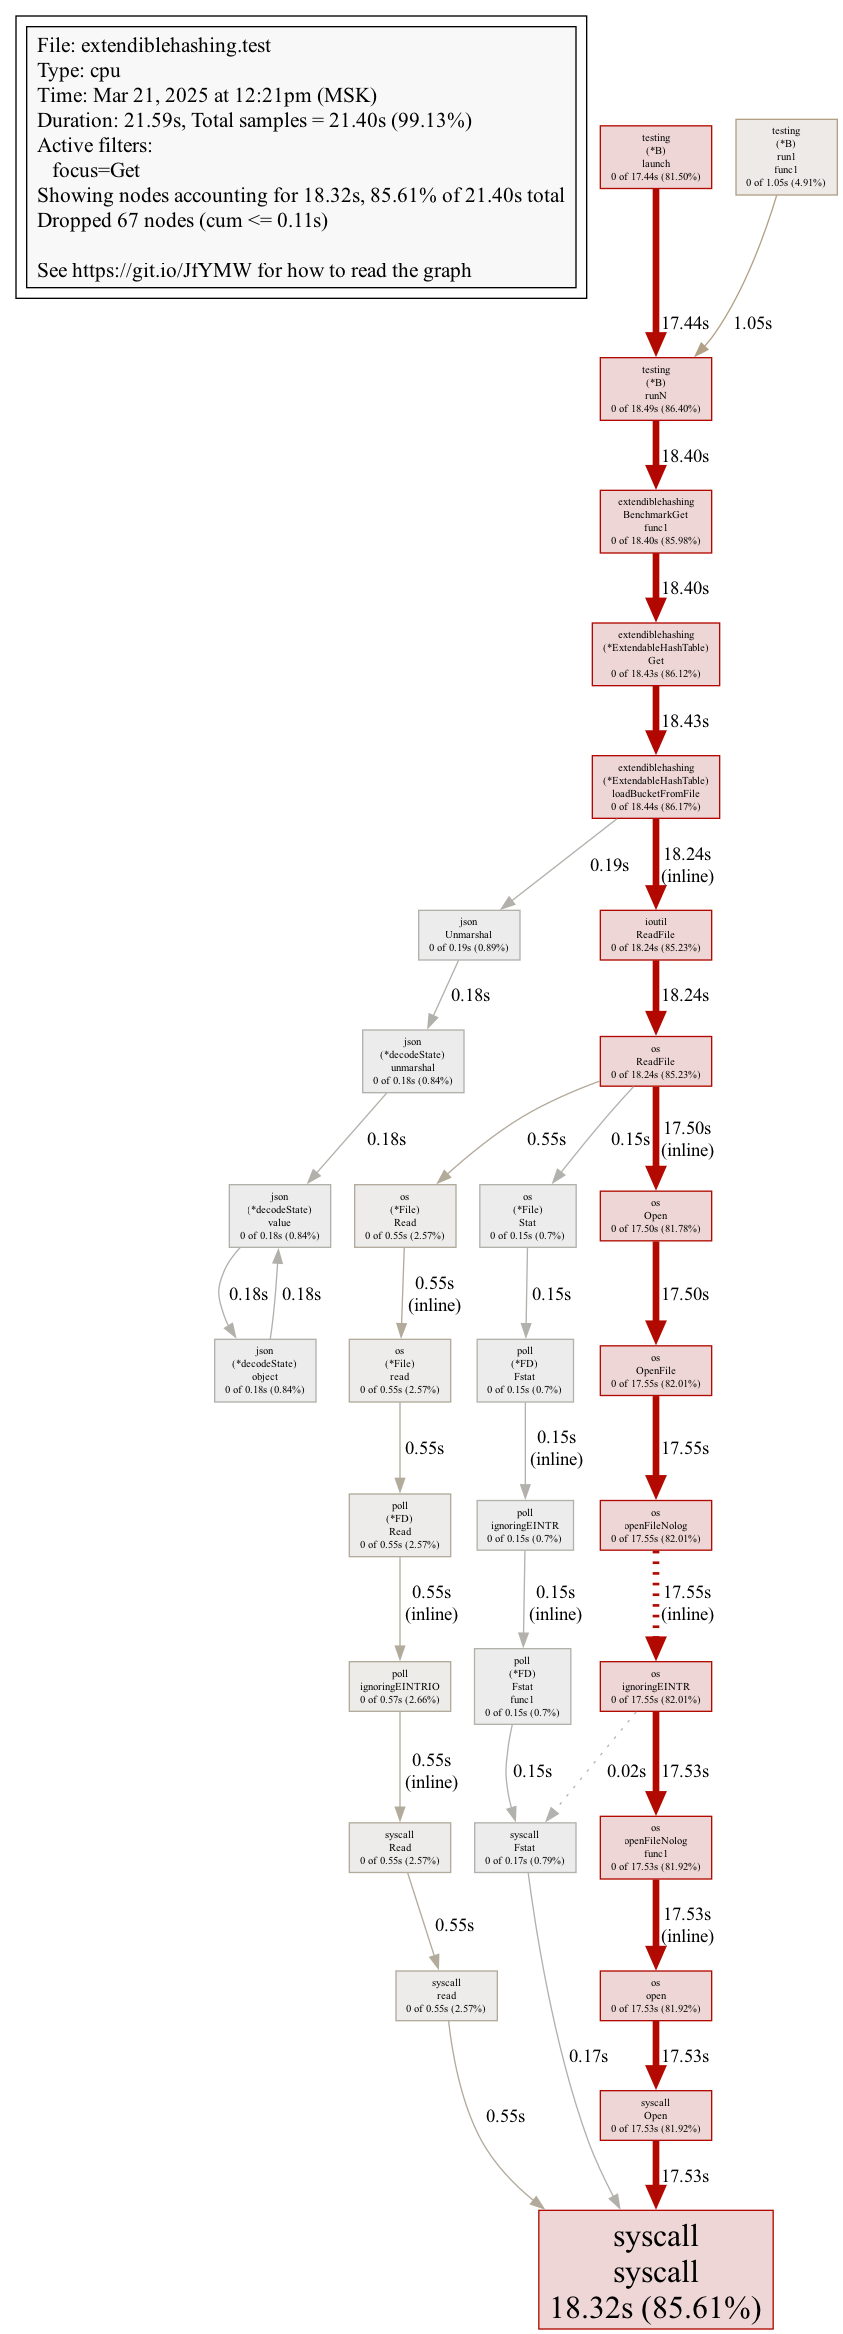 File: extendiblehashing.test
Type: cpu
Time: Mar 21, 2025 at 12:21pm (MSK)
Duration: 21.59s, Total samples = 21.40s (99.13%)
Active filters:
focus=Get
Showing nodes accounting for 18.32s, 85.61% of 21.40s total
Dropped 67 nodes (cum <= 0.11s)
See https://git.io/JfYMW for how to read the graph
testing
(*B)
launch
0 of 17.44s (81.50%)
testing
(*B)
run1
func1
0 of 1.05s (4.91%)
17.44s
1.05s
testing
(*B)
runN
0 of 18.49s (86.40%)
18.40s
extendiblehashing
BenchmarkGet
func1
0 of 18.40s (85.98%)
18.40s
extendiblehashing
(*ExtendableHashTable)
Get
0 of 18.43s (86.12%)
18.43s
extendiblehashing
(*ExtendableHashTable)
loadBucketFromFile
0 of 18.44s (86.17%)
0.19s
18.24s
(inline)
json
Unmarshal
0 of 0.19s (0.89%)
ioutil
ReadFile
0 of 18.24s (85.23%)
0.18s
18.24s
json
(*decodeState)
unmarshal
0 of 0.18s (0.84%)
os
ReadFile
0 of 18.24s (85.23%)
0.18s
0.55s
0.15s
17.50s
(inline)
json
(*decodeState)
value
0 of 0.18s (0.84%)
os
(*File)
Read
0 of 0.55s (2.57%)
os
(*File)
Stat
0 of 0.15s (0.7%)
os
Open
0 of 17.50s (81.78%)
0.18s
0.18s
0.55s
(inline)
0.15s
17.50s
json
(*decodeState)
object
0 of 0.18s (0.84%)
os
(*File)
read
0 of 0.55s (2.57%)
poll
(*FD)
Fstat
0 of 0.15s (0.7%)
os
OpenFile
0 of 17.55s (82.01%)
0.55s
0.15s
(inline)
17.55s
poll
(*FD)
Read
0 of 0.55s (2.57%)
poll
ignoringEINTR
0 of 0.15s (0.7%)
os
openFileNolog
0 of 17.55s (82.01%)
0.55s
(inline)
0.15s
(inline)
17.55s
(inline)
poll
ignoringEINTRIO
0 of 0.57s (2.66%)
poll
(*FD)
Fstat
func1
0 of 0.15s (0.7%)
os
ignoringEINTR
0 of 17.55s (82.01%)
0.55s
(inline)
0.15s
0.02s
17.53s
syscall
Read
0 of 0.55s (2.57%)
syscall
Fstat
0 of 0.17s (0.79%)
os
openFileNolog
func1
0 of 17.53s (81.92%)
0.55s
17.53s
(inline)
syscall
read
0 of 0.55s (2.57%)
os
open
0 of 17.53s (81.92%)
0.17s
17.53s
0.55s
syscall
Open
0 of 17.53s (81.92%)
17.53s
syscall
syscall
18.32s (85.61%)